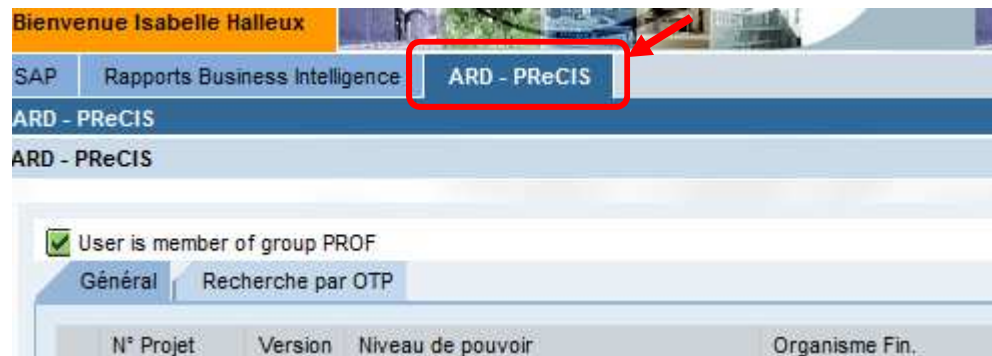 Bienvenue Isabelle Halleux
SAP Rapports Business Intelligence ARD - PReCIS
ARD - PReCIS
ARD - PReCIS
User is member of group PROF
Général Recherche par OTP
N° Projet Version Niveau de pouvoir Organisme Fin.